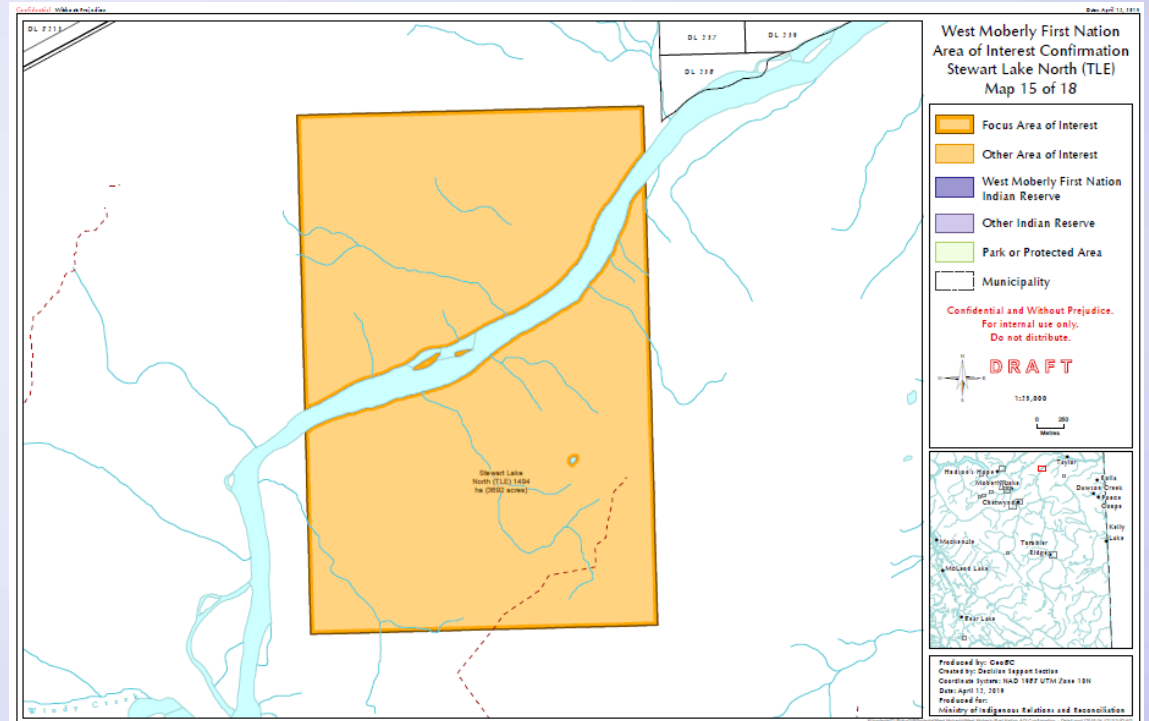 Confidential Without Prejudice
Date: April 12, 2019
DL 237
DL 236
DL 238
Stewart Lake
North (TLE) 1494
ha (3692 acres)
Windy Creek
West Moberly First Nation
Area of Interest Confirmation
Stewart Lake North (TLE)
Map 15 of 18
Focus Area of Interest
Other Area of Interest
West Moberly First Nation
Indian Reserve
Other Indian Reserve
Park or Protected Area
Municipality
Confidential and Without Prejudice.
For internal use only.
Do not distribute.
N
DRAFT
1:25,000
0 250
Metres
Taylor
Hudson's Hope
Moberly Lake
Rolla
Dawson Creek
Pouce
Coupe
Chetwynd
Kelly
Lake
Mackenzie
Tumbler
Ridge
McLeod Lake
Bear Lake
Produced by: GeoBC
Created by: Decision Support Section
Coordinate System: NAD 1983 UTM Zone 10N
Date: April 12, 2019
Produced for:
Ministry of Indigenous Relations and Reconciliation